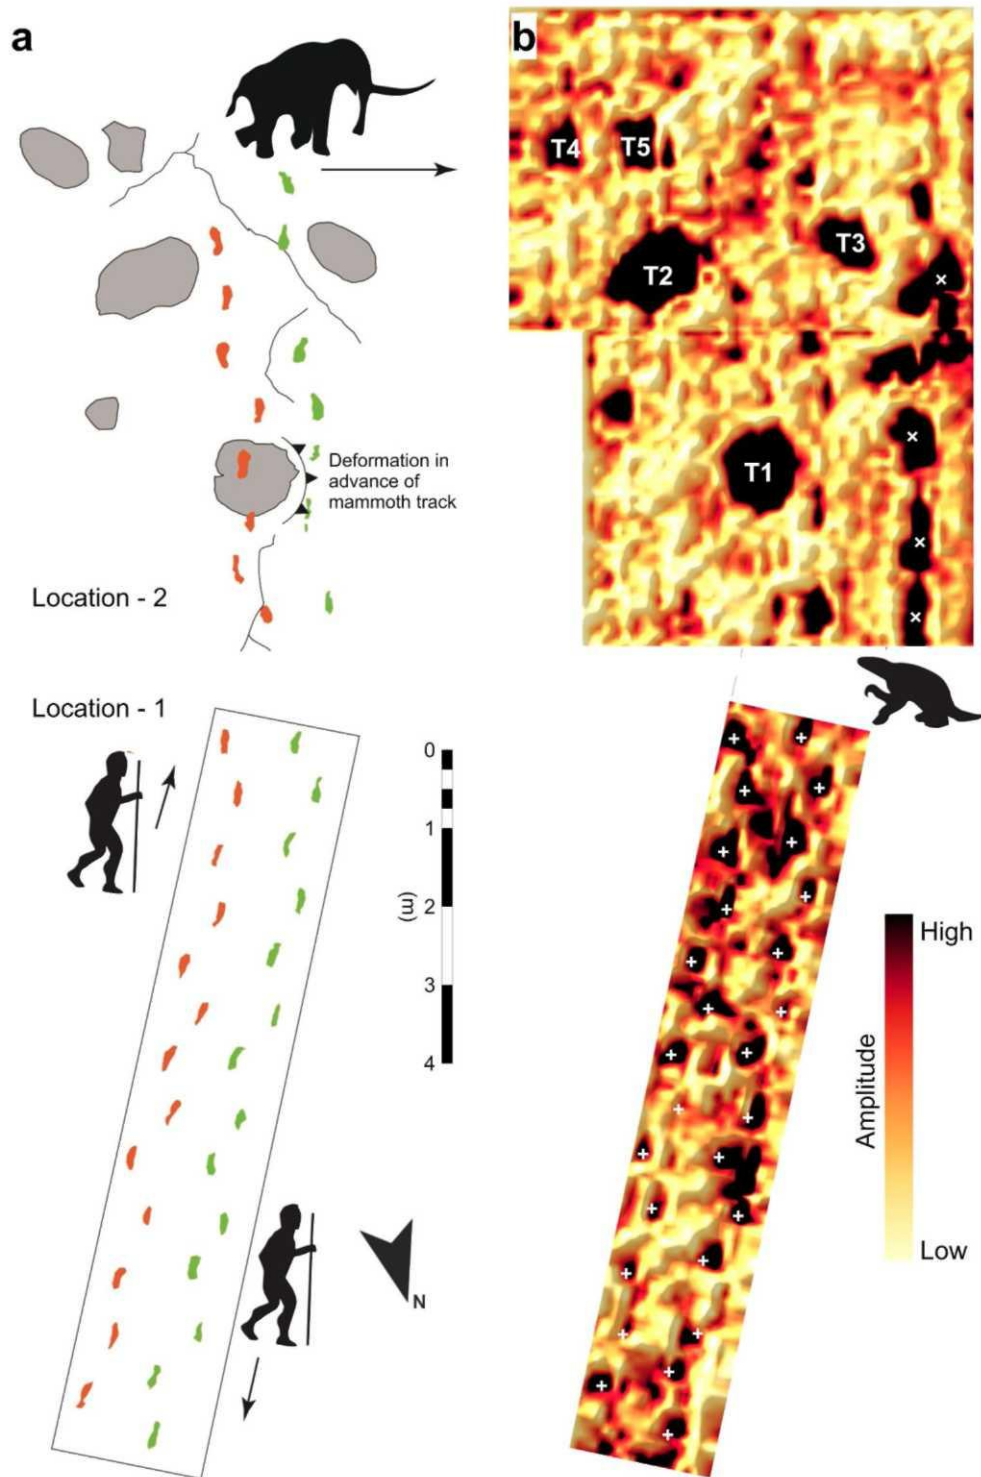 a
b
T4
T5
T3
T2
T1
×
×
×
×
Deformation in
advance of
mammoth track
Location - 2
Location - 1
0
1
2
3
4
(m)
N
High
Low
Amplitude